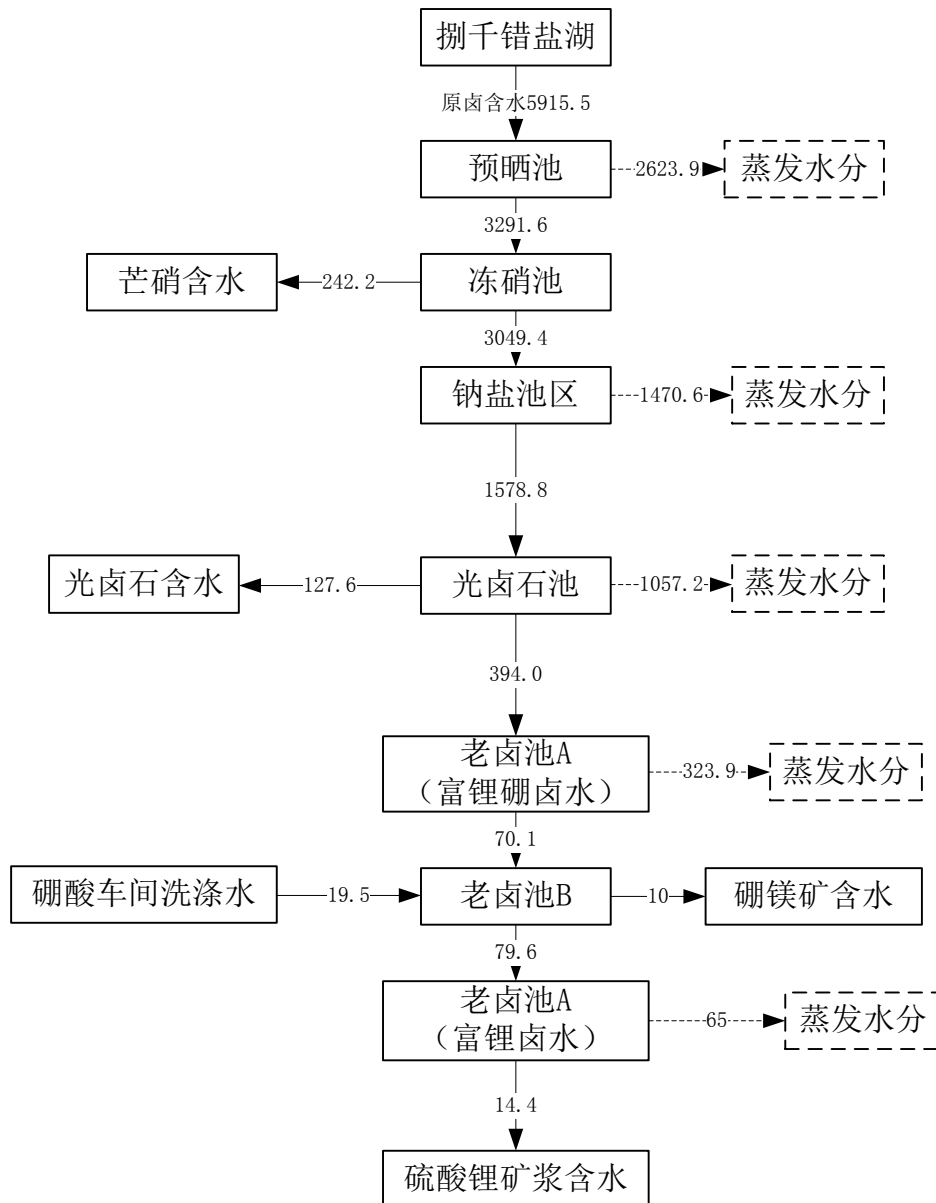 捌千错盐湖
原卤含水5915.5
预晒池
2623.9
蒸发水分
3291.6
芒硝含水
242.2
冻硝池
3049.4
钠盐池区
1470.6
蒸发水分
1578.8
光卤石含水
127.6
光卤石池
1057.2
蒸发水分
394.0
老卤池A
（富锂硼卤水）
323.9
蒸发水分
70.1
硼酸车间洗涤水
19.5
老卤池B
10
硼镁矿含水
79.6
老卤池A
（富锂卤水）
65
蒸发水分
14.4
硫酸锂矿浆含水